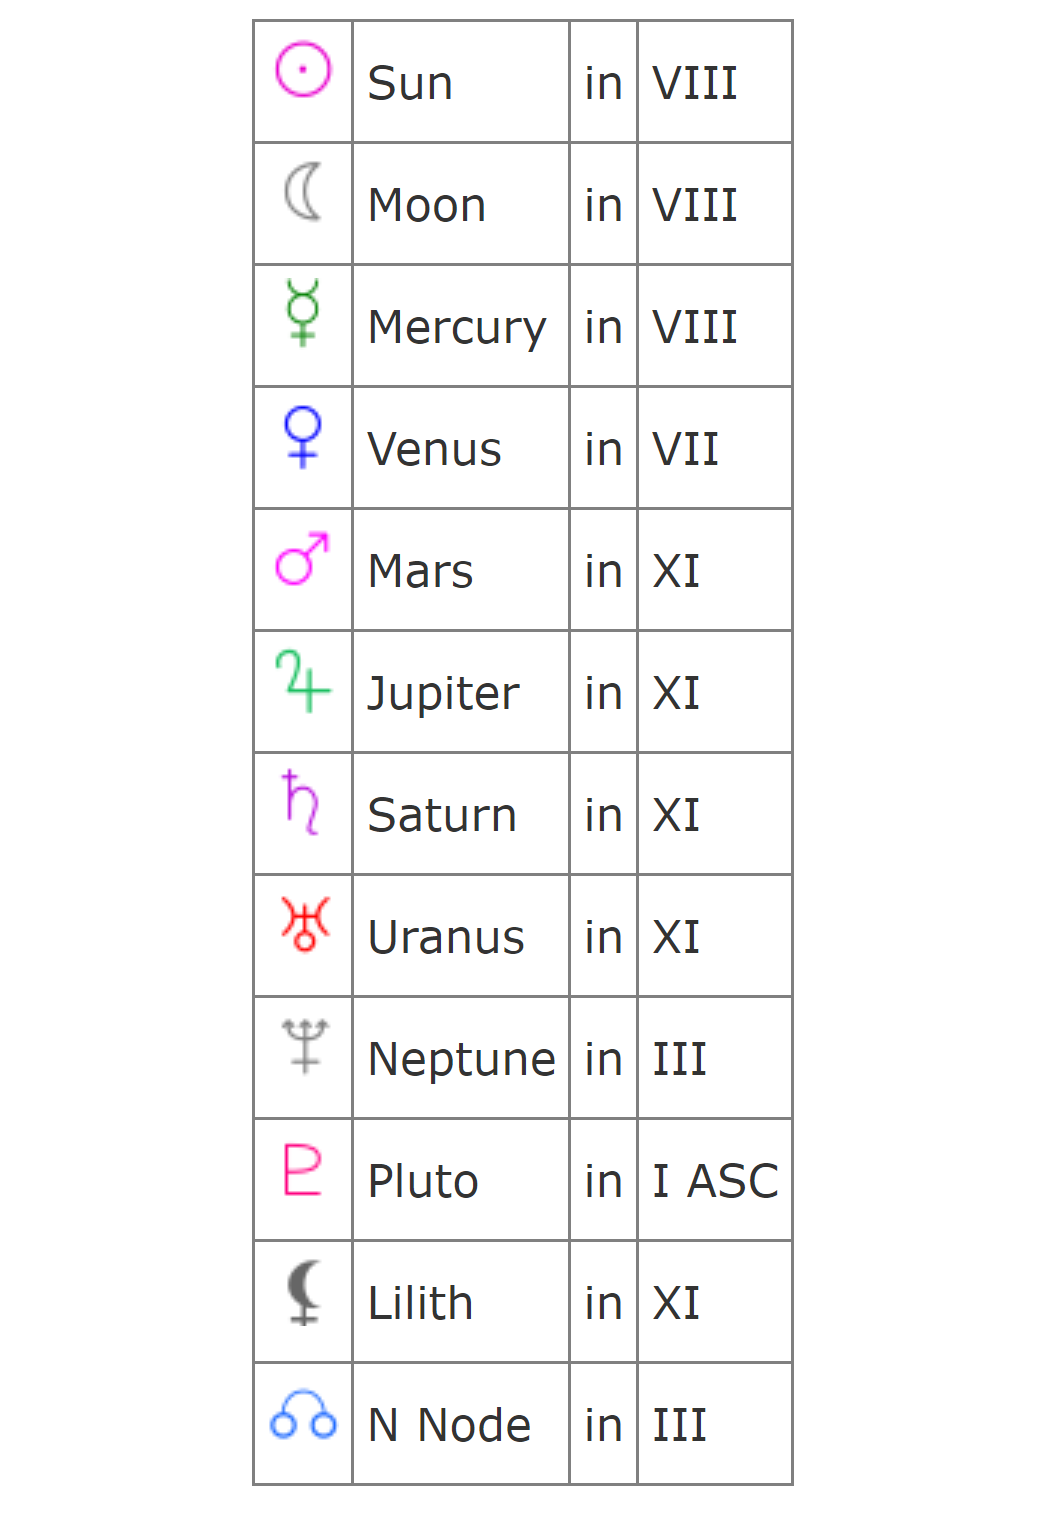 Sun in VIII
Moon in VIII
Mercury in VIII
Venus in VII
Mars in XI
Jupiter in XI
Saturn in XI
Uranus in XI
Neptune in III
Pluto in I ASC
Lilith in XI
N Node in III